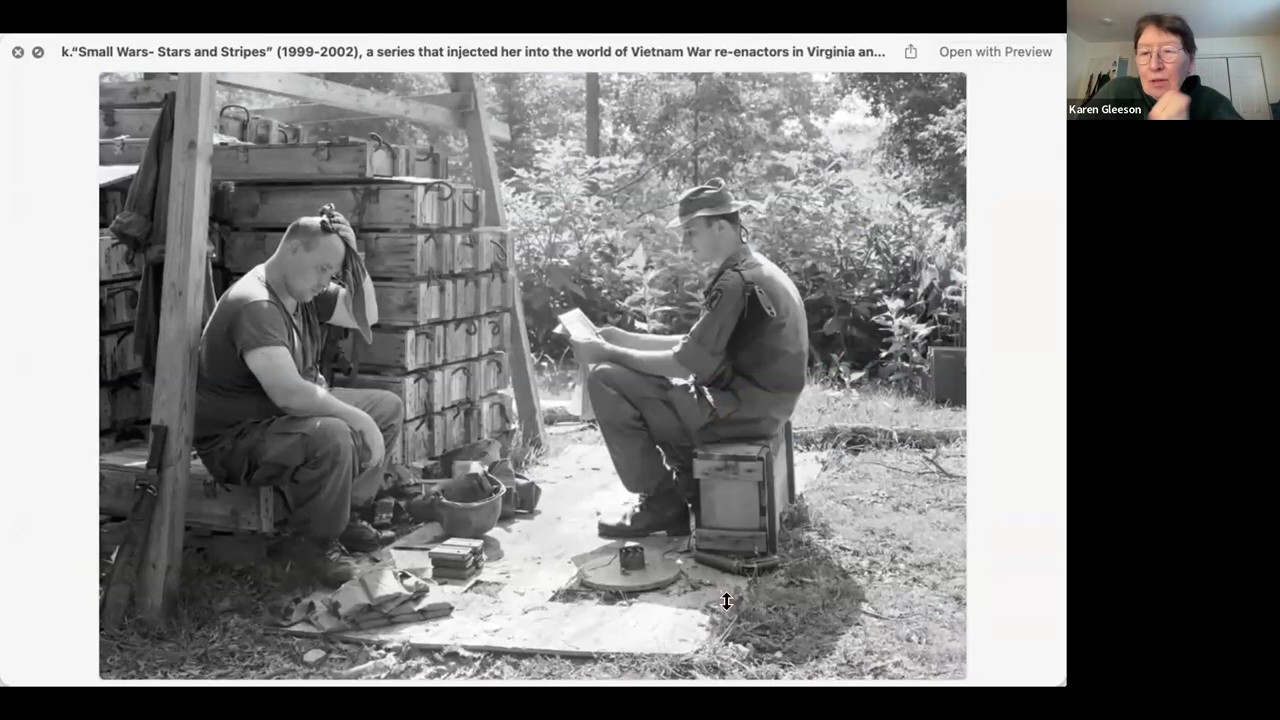 k.“Small Wars- Stars and Stripes” (1999-2002), a series that injected her into the world of Vietnam War re-enactors in Virginia an...
Open with Preview
Karen Gleeson